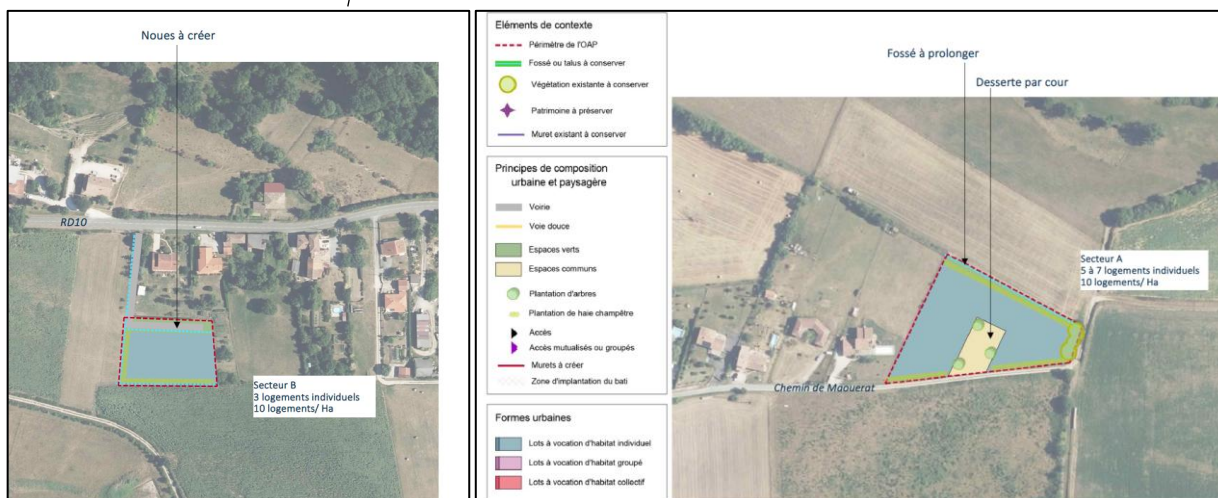 Noues à créer
RD10
Secteur B
3 logements individuels
10 logements/ Ha
Eléments de contexte
Périmètre de l'OAP
Fossé ou talus à conserver
Végétation existante à conserver
Patrimoine à préserver
Muret existant à conserver
Principes de composition
urbaine et paysagère
Voirie
Voie douce
Espaces verts
Espaces communs
Plantation d'arbres
Plantation de haie champêtre
Accès
Accès mutualisés ou groupés
Murets à créer
Zone d'implantation du bati
Formes urbaines
Lots à vocation d'habitat individuel
Lots à vocation d'habitat groupé
Lots à vocation d'habitat collectif
Fossé à prolonger
Desserte par cour
Secteur A
5 à 7 logements individuels
10 logements/ Ha
Chemin de Maouerat